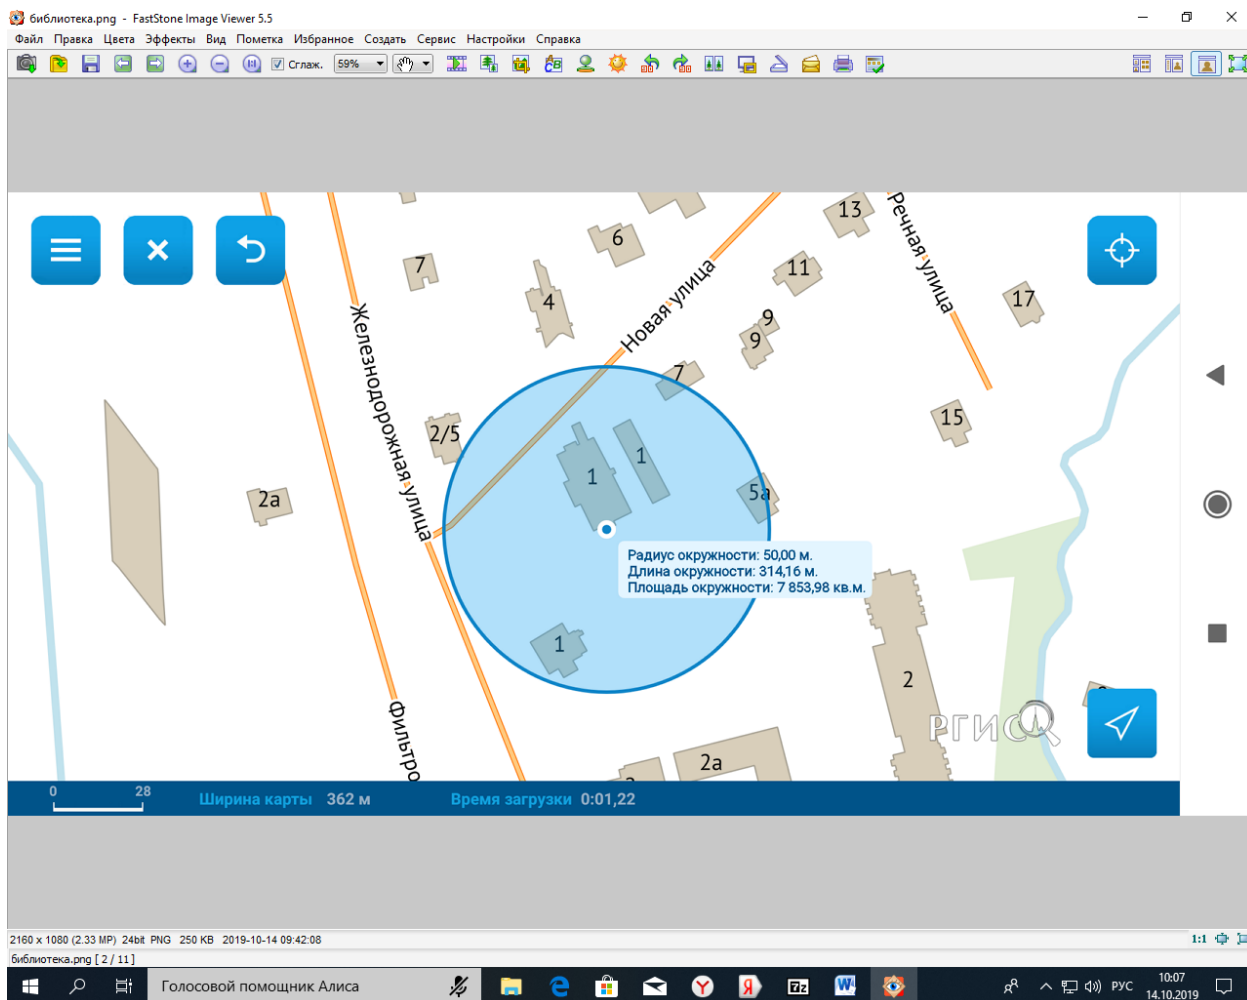 библиотека.png - FastStone Image Viewer 5.5
Файл Правка Цвета Эффекты Вид Пометка Избранное Создать Сервис Настройки Справка
Сглаж. 59%
13
Речная улица
6
7
11
17
4
Новая улица
9
9
Железнодорожная улица
7
15
2/5
1
1
2а
5а
Радиус окружности: 50,00 м.
Длина окружности: 314,16 м.
Площадь окружности: 7 853,98 кв.м.
1
2
Фильтро
РГИС
2а
0 28 Ширина карты 362 м Время загрузки 0:01,22
2160 x 1080 (2.33 MP) 24bit PNG 250 KB 2019-10-14 09:42:08
1:1
библиотека.png [ 2 / 11 ]
Голосовой помощник Алиса
РУС
10:07
14.10.2019